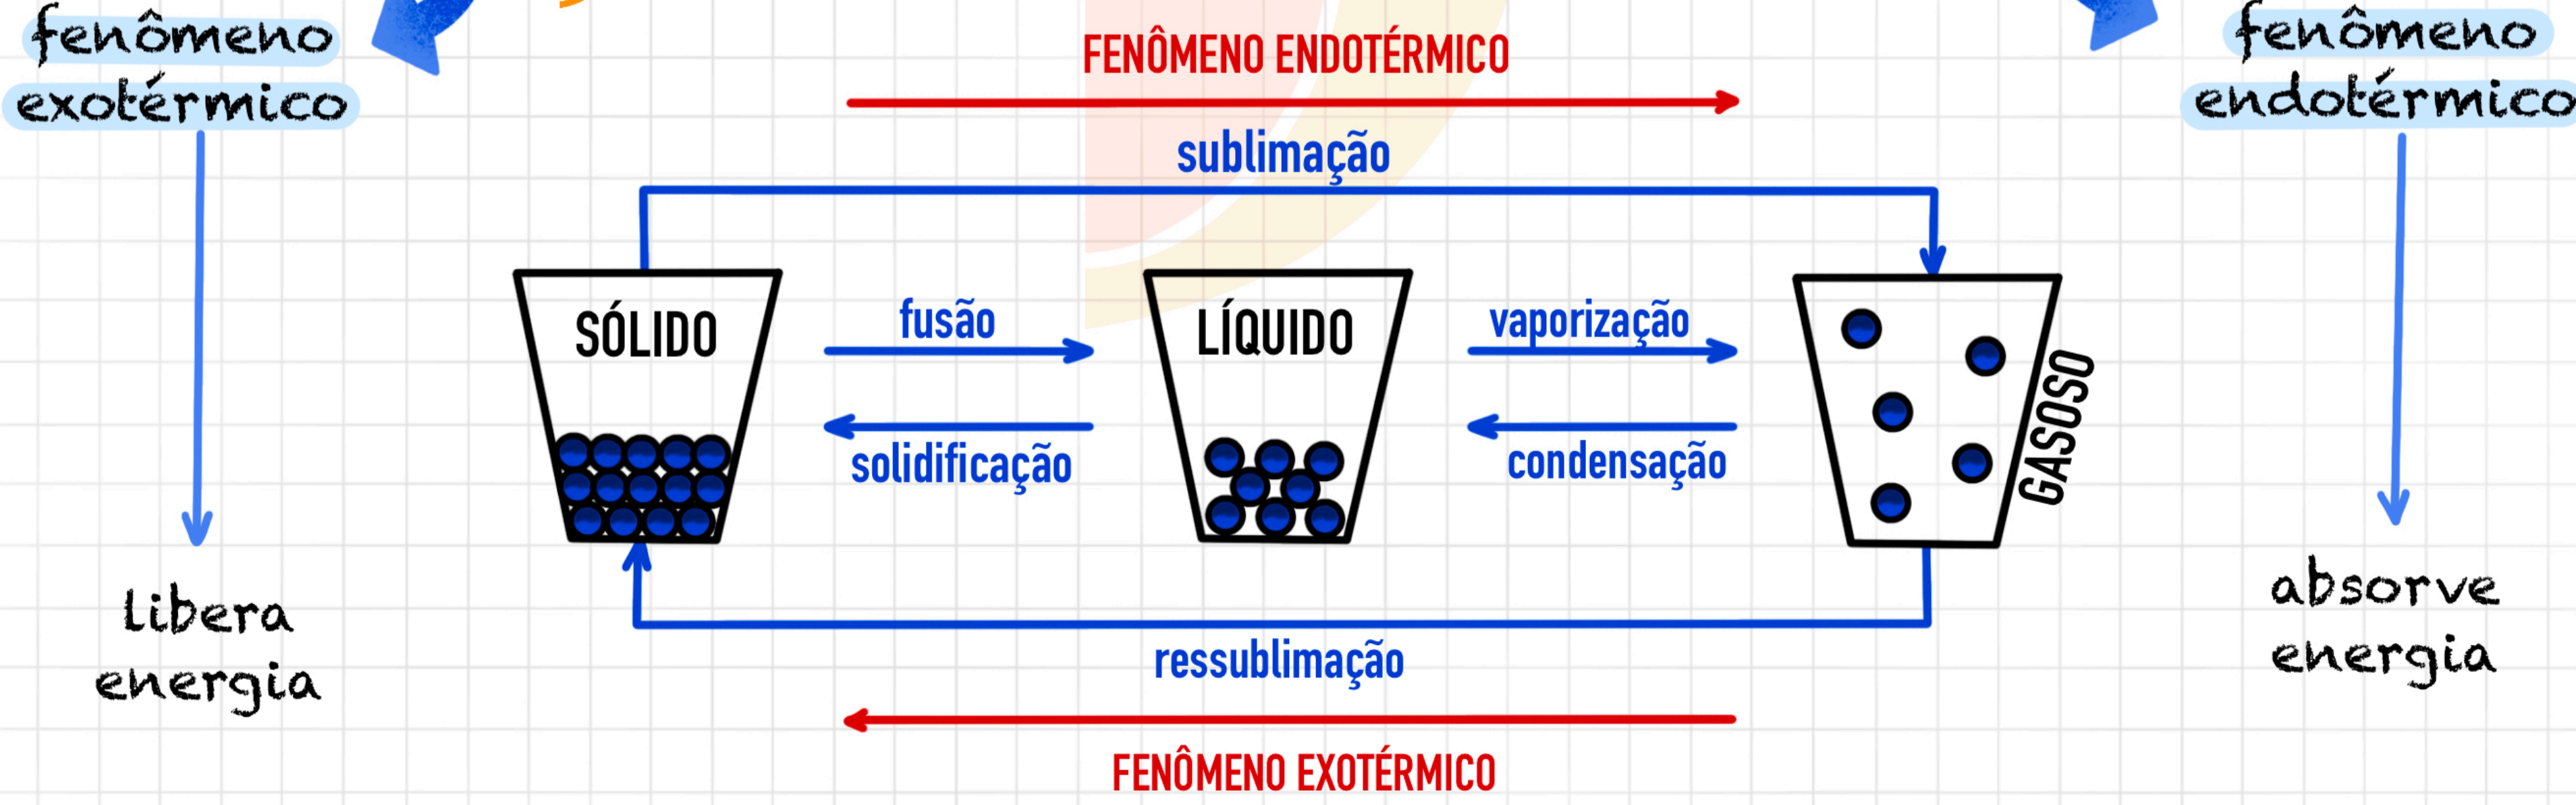 fenômeno
exotérmico
libera
energia
FENÔMENO ENDOTÉRMICO
sublimação
SÓLIDO
fusão
solidificação
LÍQUIDO
vaporização
condensação
GASOSO
ressublimação
FENÔMENO EXOTÉRMICO
fenômeno
endotérmico
absorve
energia